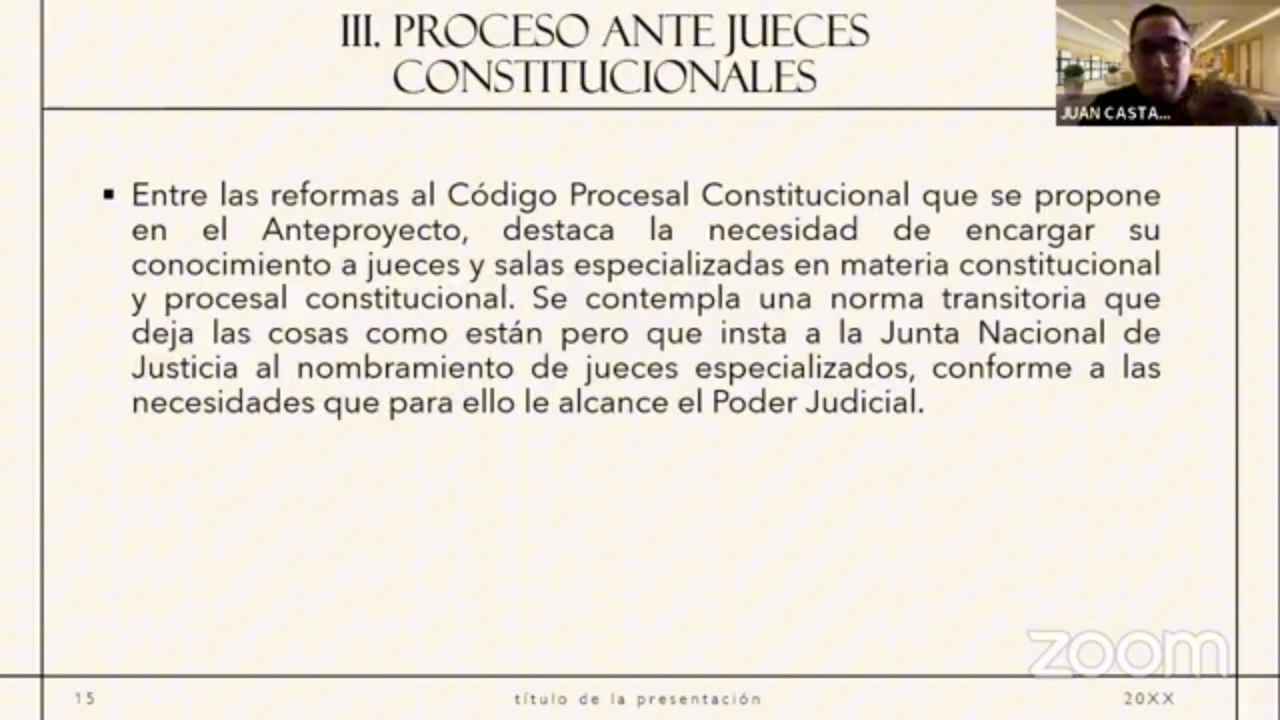 III. PROCESO ANTE JUECES
CONSTITUCIONALES
JUAN CASTA...
▪ Entre las reformas al Código Procesal Constitucional que se propone
en el Anteproyecto, destaca la necesidad de encargar su
conocimiento a jueces y salas especializadas en materia constitucional
y procesal constitucional. Se contempla una norma transitoria que
deja las cosas como están pero que insta a la Junta Nacional de
Justicia al nombramiento de jueces especializados, conforme a las
necesidades que para ello le alcance el Poder Judicial.
zoom
15
título de la presentación
20XX